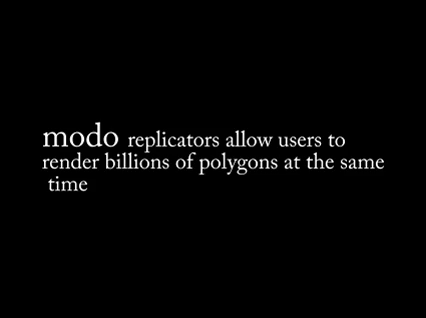 modo replicators allow users to
render billions of polygons at the same
time